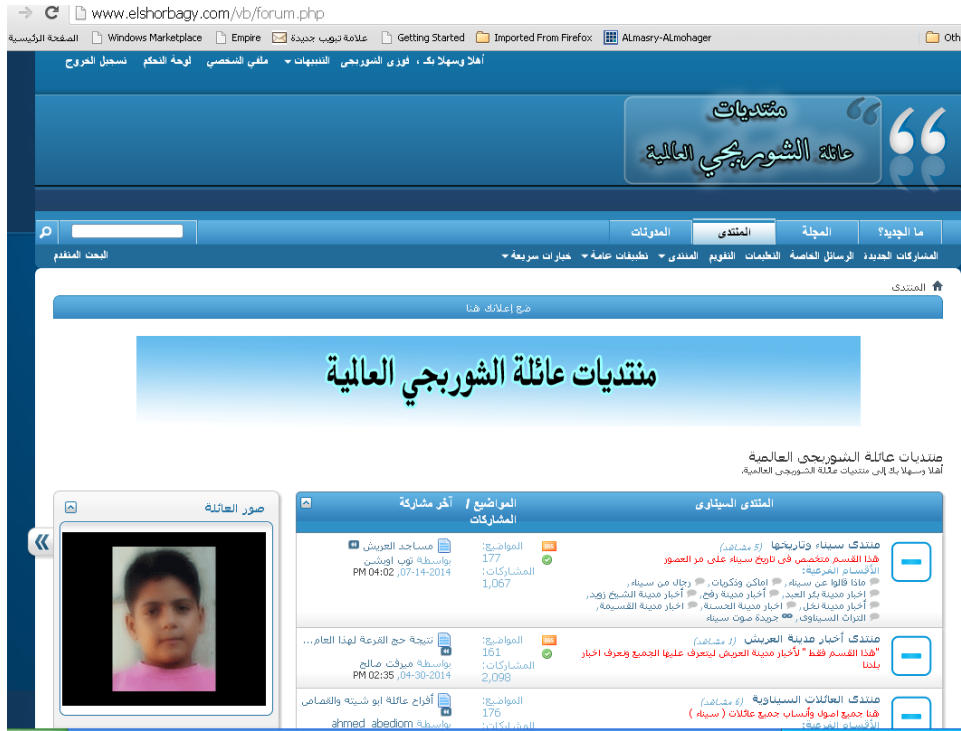 www.elshorbagy.com/vb/forum.php
الصفحة الرئيسية Windows Marketplace Empire علامة تبويب جديدة Getting Started Imported From Firefox ALmasry-ALmohager Oth
أهلا وسهلا بك ، فوزى الشوربجى التنبيهات ملفي الشخصي لوحة التحكم تسجيل الخروج
منتديات
عائلة الشوربجي العالمية
ما الجديد؟ المجلة المنتدى المدونات
المشاركات الجديدة الرسائل الخاصة التعليمات التقويم المنتدى تطبيقات عامة خيارات سريعة البحث المتقدم
المنتدى
ضع إعلانك هنا
منتديات عائلة الشوربجي العالمية
منتديات عائلة الشوربجى العالمية
أهلا وسهلا بك إلى منتديات عائلة الشوربجى العالمية.
المنتدى السيناوى
المواضيع / المشاركات
آخر مشاركة
منتدى سيناء وتاريخها (5 مشاهد)
هذا القسم متخصص فى تاريخ سيناء على مر العصور
الأقسام الفرعية:
ماذا قالوا عن سيناء, اماكن وذكريات, رجال من سيناء,
اخبار مدينة بئر العبد, أخبار مدينة رفح, أخبار مدينة الشيخ زويد,
أخبار مدينة نخل, اخبار مدينة الحسنة, اخبار مدينة القسيمة,
التراث السيناوى, جريدة صوت سيناء
المواضيع: 177
المشاركات: 1,067
مساجد العريش
بواسطة توب اويشن
07-14-2014, 04:02 PM
منتدى أخبار مدينة العريش (1 مشاهد)
"هذا القسم فقط " لأخبار مدينة العريش ليتعرف عليها الجميع ونعرف اخبار
بلدنا
المواضيع: 161
المشاركات: 2,098
نتيجة حج القرعة لهذا العام...
بواسطة ميرفت صالح
04-30-2014, 02:35 PM
منتدى العائلات السيناوية (6 مشاهد)
هنا جميع اصول وأنساب جميع عائلات ( سيناء )
الأقسام الفرعية:
المواضيع: 176
المشاركات:
أفراح عائلة ابو شيته والقصاص
بواسطة ahmed_abediom
صور العائلة